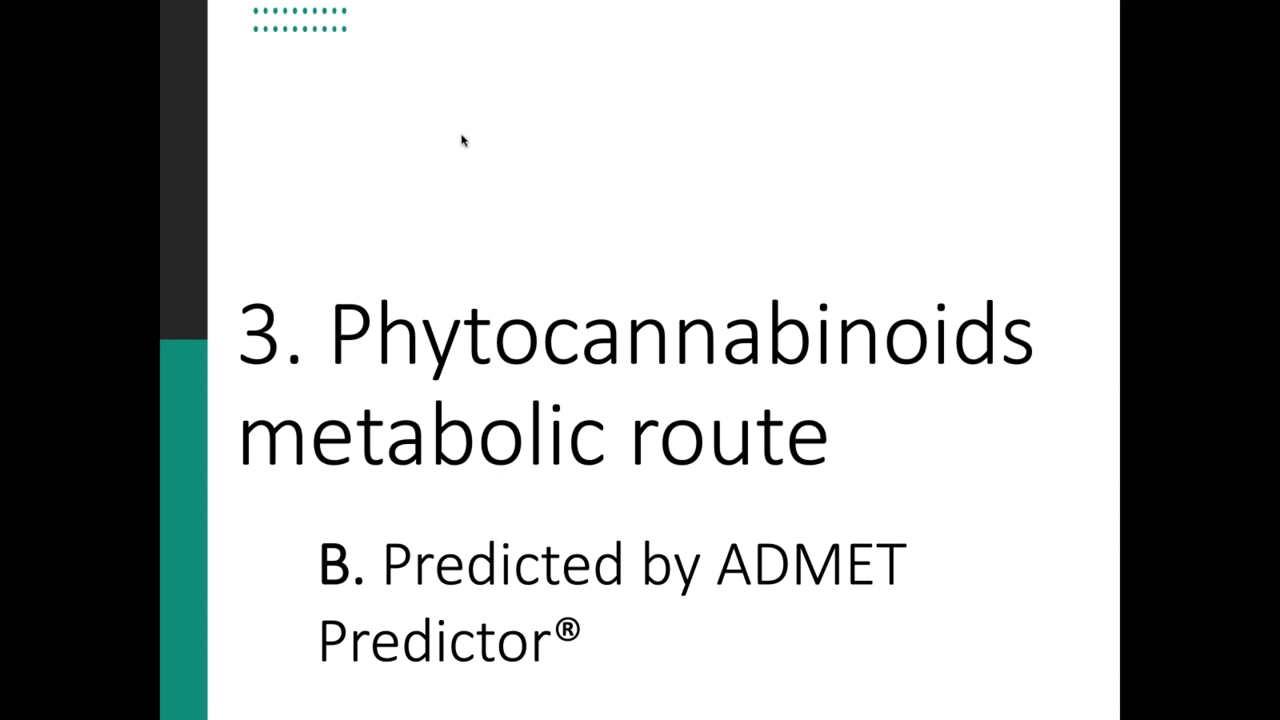 3. Phytocannabinoids
metabolic route
B. Predicted by ADMET
Predictor®